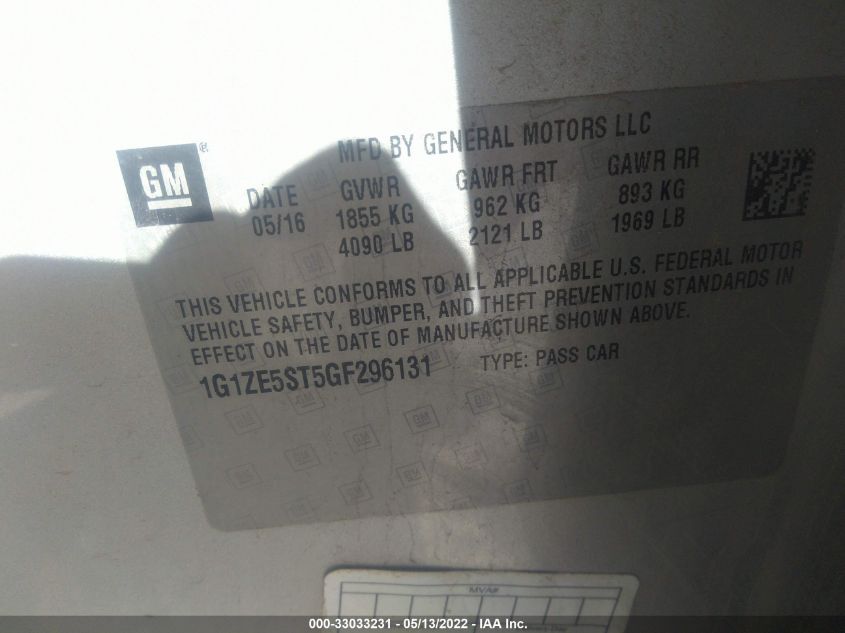 MFD BY GENERAL MOTORS LLC
GM®
DATE GVWR GAWR FRT GAWR RR
05/16 1855 KG 962 KG 893 KG
4090 LB 2121 LB 1969 LB
THIS VEHICLE CONFORMS TO ALL APPLICABLE U.S. FEDERAL MOTOR
VEHICLE SAFETY, BUMPER, AND THEFT PREVENTION STANDARDS IN
EFFECT ON THE DATE OF MANUFACTURE SHOWN ABOVE.
1G1ZE5ST5GF296131 TYPE: PASS CAR
MVA#
000-33033231 - 05/13/2022 - IAA Inc.